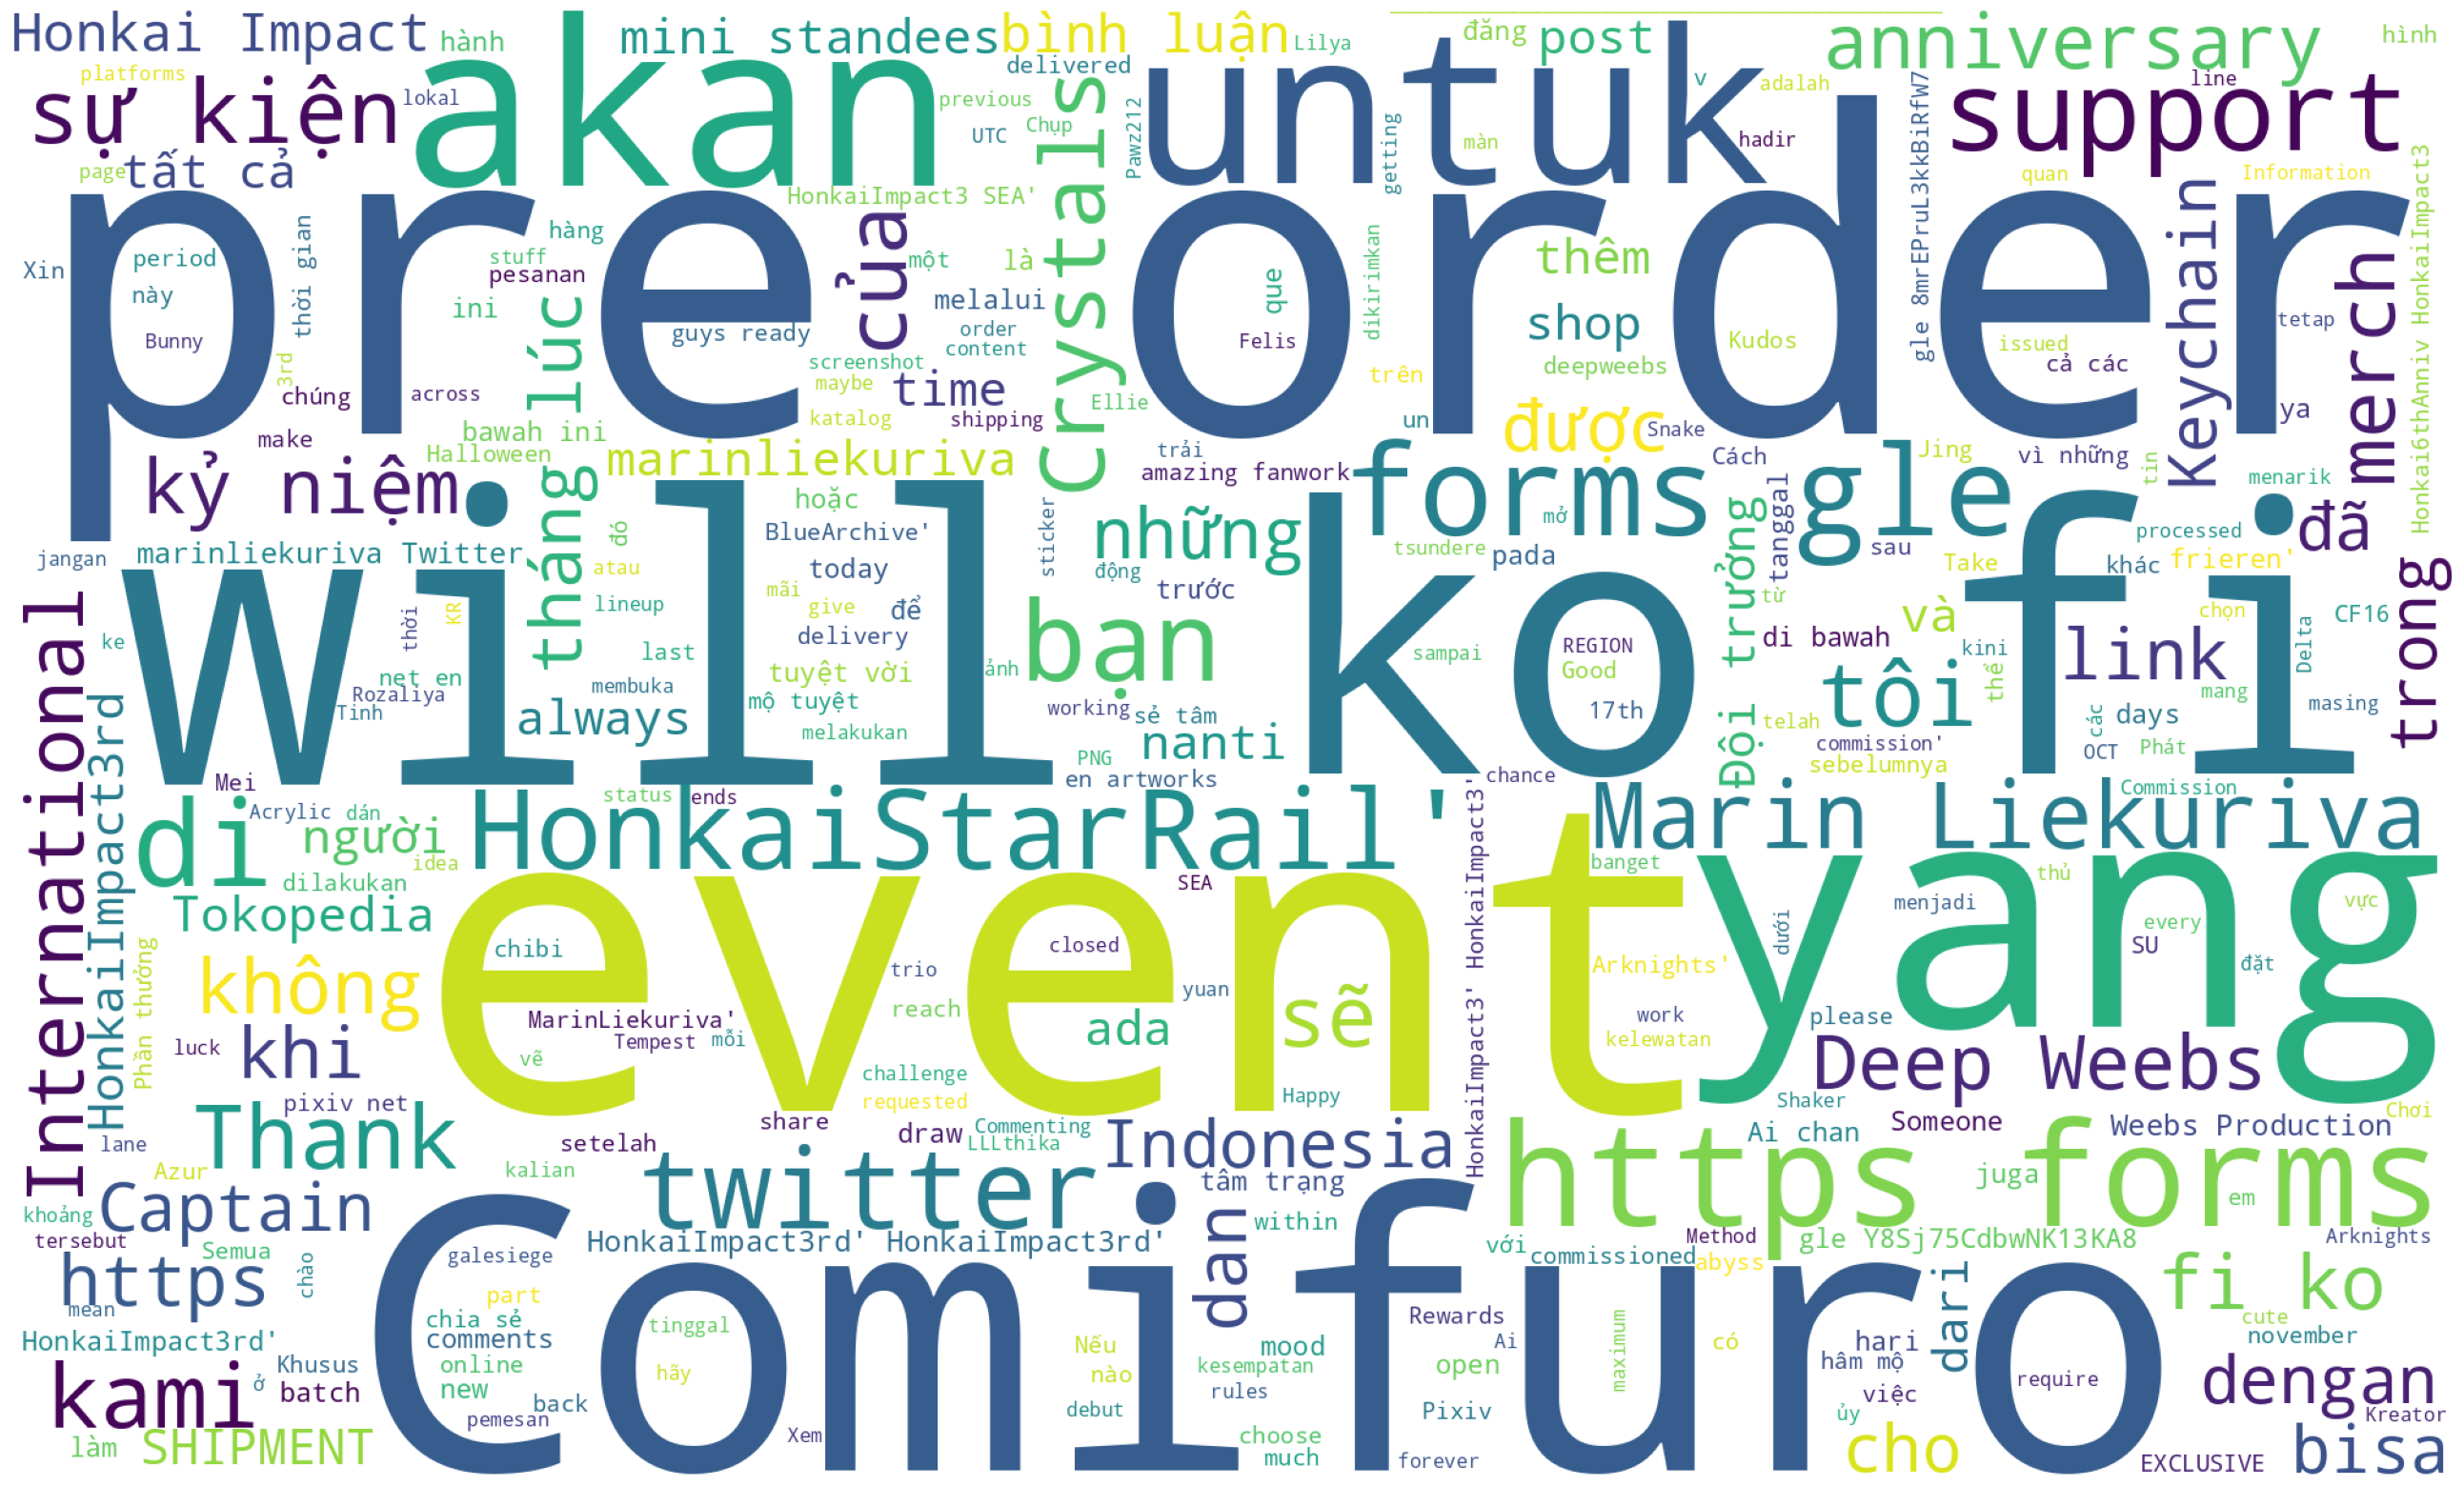 Honkai Impact
hành
akan
mini standees
bình luận
Lilya
untuk
đăng
post
anniversary
hình
platforms
sự kiện
lokal
delivered
previous
UTC
Chụp
Crystals
Pawz212
getting
v
adalah
màn
hadir
gle 8mrEPruL3kkBiRfW7
line
support
page
tất cả
HonkaiImpact3 SEA'
quan
Information
Keychain
HonkaiImpact3
Honkai6thAnniv HonkaiImpact3
pre order
Xin
period
này
Bunny
thời gian
3rd
hàng
stuff
pesanan
ini
guys ready
của
một
là
melalui
order
content
que
Felis
dikirimkan
thêm
shop
deepweebs
Kudos
issued
cả các
merch
tetap
ya
chúng
across
make
lúc
tháng
screenshot
maybe
time
katalog
shipping
Ellie
trên
un
được
Snake
kỷ niệm
bawah ini
Halloween
marinliekuriva
trải
amazing fanwork
forms gle
Cách
Jing
vì những
tin
menarik
đã
jangan
marinliekuriva Twitter
đó
hoặc
BlueArchive'
today
sticker
những
động
trước
mở
tsundere
pada
Đội trưởng
tanggal
sau
Take
processed
frieren'
khác
trong
will
ko fi
ke
thời
KR
atau
lineup
mãi
give
để
delivery
last
bạn
sampai
REGION
Good
17th
từ
di bawah
và
kini
thể
link
chọn
mang
Delta
CF16
masing
International
HonkaiImpact3rd
net en
Rozaliya
Tình
membuka
always
tuyệt vời
mộ tuyệt
melakukan
ảnh
working
PNG
sẻ tâm
nanti
en artworks
telah
commission'
sebelumnya
tôi
các
OCT
days
Phát
Mei
Acrylic
dán
status
ends
HonkaiStarRail'
HonkaiImpact3' HonkaiImpact3'
chance
Commission
Marin Liekuriva
di
người
idea
dilakukan
Tokopedia
event
SEA
banget
yang
menjadi
thủ
every
SU
vực
đặt
Phần thưởng
không
chibi
closed
trio
reach
yuan
dưới
Arknights'
khi
luck
MarinLiekuriva'
Tempest
mỗi
vẽ
challenge
requested
ada
sẽ
Happy
work
kelewatan
please
Deep Weebs
pixiv net
lane
Thank
Azur
setelah
kalian
share
draw
Commenting
LLLthika
Indonesia
Shaker
Ai chan
Someone
Weebs Production
Chơi
khoảng
tersebut
Captain
Semua
chào
twitter
tâm trạng
within
https forms
juga
em
https
mean
galesiege
HonkaiImpact3rd' HonkaiImpact3rd'
dan
với
commissioned
Method
abyss
gle Y8Sj75CdbwNK13KA8
Arknights
HonkaiImpact3rd'
Khusus
batch
part
chia sẻ
comments
online
new
back
pemesan
Comifuro
tinggal
hãy
Xem
Nếu
nào
debut
mood
kesempatan
rules
choose
much
Rewards
Ai
open
Pixiv
forever
maximum
có
hari
hâm mộ
việc
ủy
cho
dari
require
fi ko
cute
november
dengan
Kreator
kami
ở
làm
SHIPMENT
EXCLUSIVE
bisa